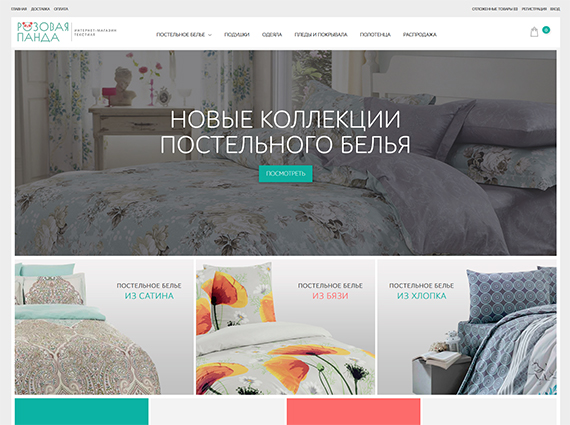 ГЛАВНАЯ ДОСТАВКА ОПЛАТА
ОТЛОЖЕННЫЕ ТОВАРЫ (0) РЕГИСТРАЦИЯ ВХОД
РОЗОВАЯ
ПАНДА
ИНТЕРНЕТ-МАГАЗИН
ТЕКСТИЛЯ
ПОСТЕЛЬНОЕ БЕЛЬЕ ПОДУШКИ ОДЕЯЛА ПЛЕДЫ И ПОКРЫВАЛА ПОЛОТЕНЦА РАСПРОДАЖА
0
НОВЫЕ КОЛЛЕКЦИИ
ПОСТЕЛЬНОГО БЕЛЬЯ
ПОСМОТРЕТЬ
ПОСТЕЛЬНОЕ БЕЛЬЕ
ИЗ САТИНА
ПОСТЕЛЬНОЕ БЕЛЬЕ
ИЗ БЯЗИ
ПОСТЕЛЬНОЕ БЕЛЬЕ
ИЗ ХЛОПКА